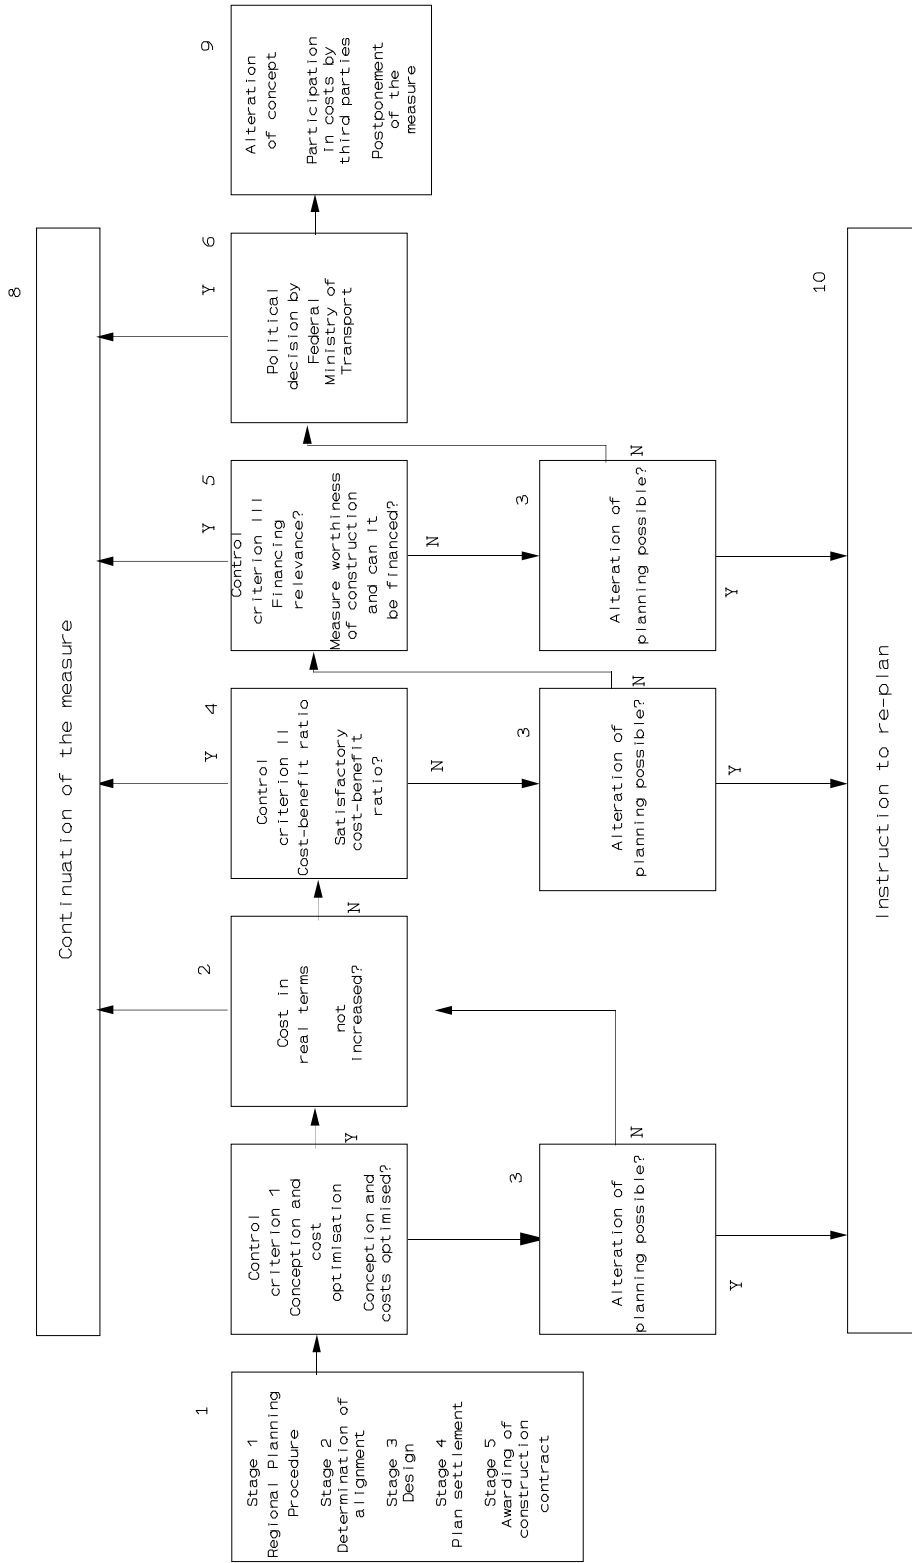 1
Stage 1
Regional Planning
Procedure
Stage 2
Determination of
alignment
Stage 3
Design
Stage 4
Plan settlement
Stage 5
Awarding of
construction
contract
Control
criterion 1
Conception and
cost
optimisation
Conception and
costs optimised?
Y
3
Alteration of
planning possible?
N
Y
2
Cost in
real terms
not
increased?
N
4
Y
Control
criterion II
Cost-benefit ratio
Satisfactory
cost-benefit
ratio?
N
3
Alteration of
planning possible?
N
Y
5
Y
Control
criterion III
Financing
relevance?
Measure worthiness
of construction
and can it
be financed?
N
3
Alteration of
planning possible?
N
Y
6
Y
Political
decision by
Federal
Ministry of
Transport
9
Alteration
of concept
Participation
in costs by
third parties
Postponement
of the
measure
8
Continuation of the measure
10
Instruction to re-plan